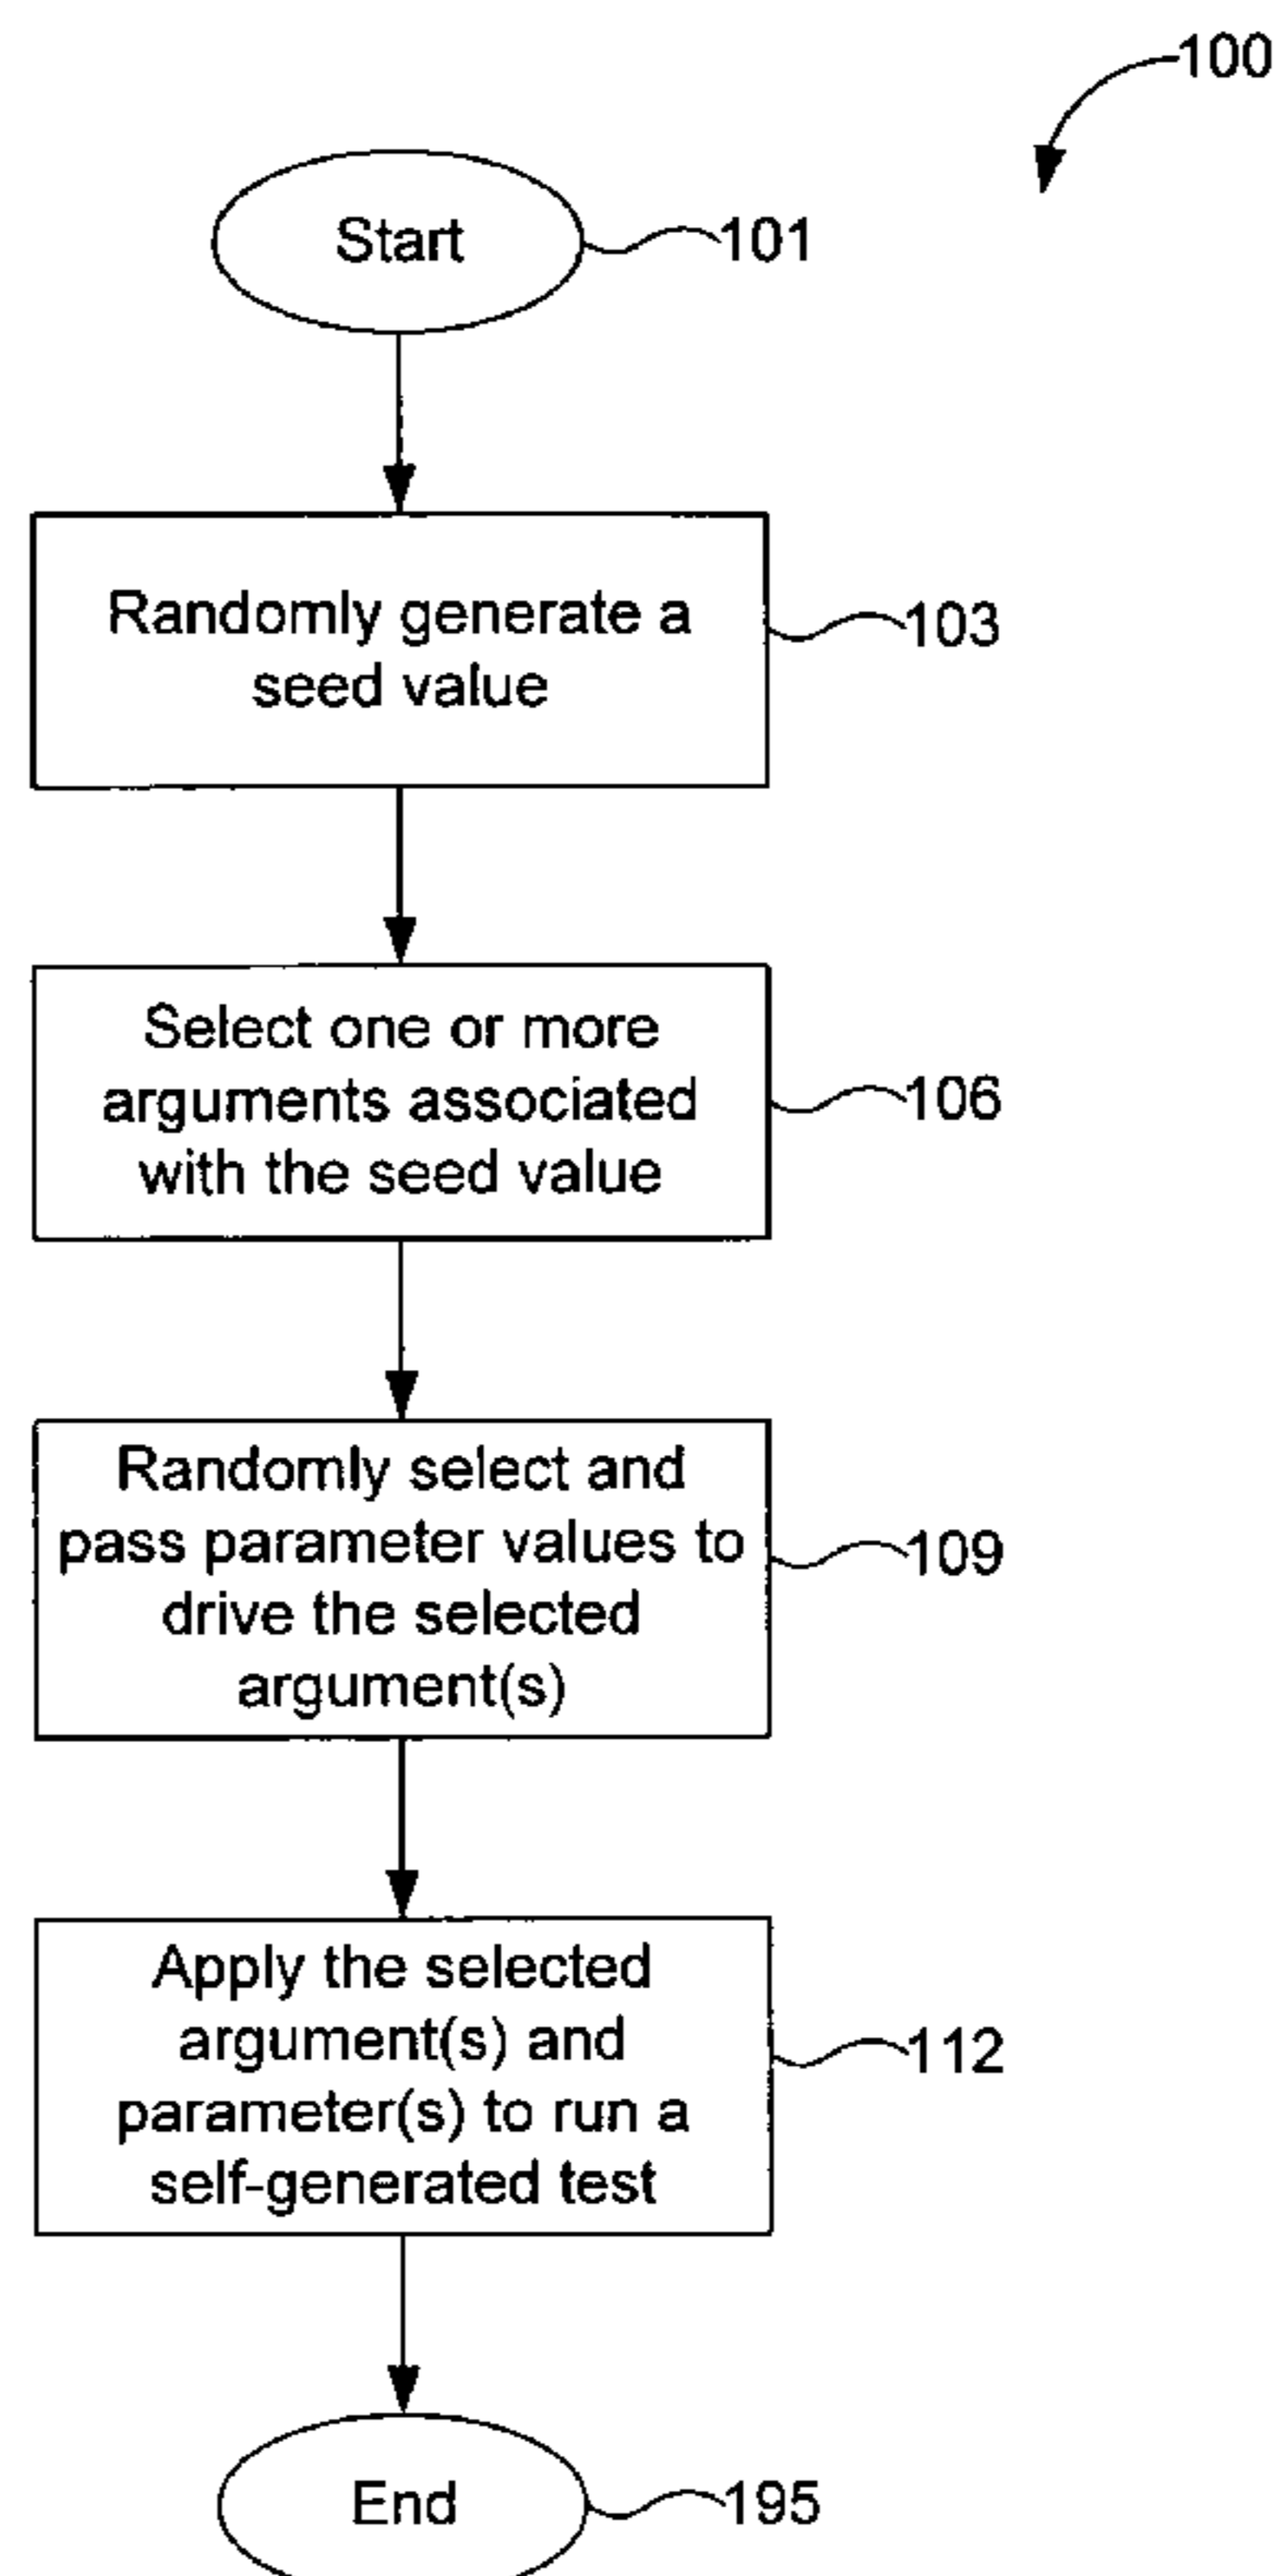 100
Start
101
Randomly generate a
seed value
103
Select one or more
arguments associated
with the seed value
106
Randomly select and
pass parameter values to
drive the selected
argument(s)
109
Apply the selected
argument(s) and
parameter(s) to run a
self-generated test
112
End
195